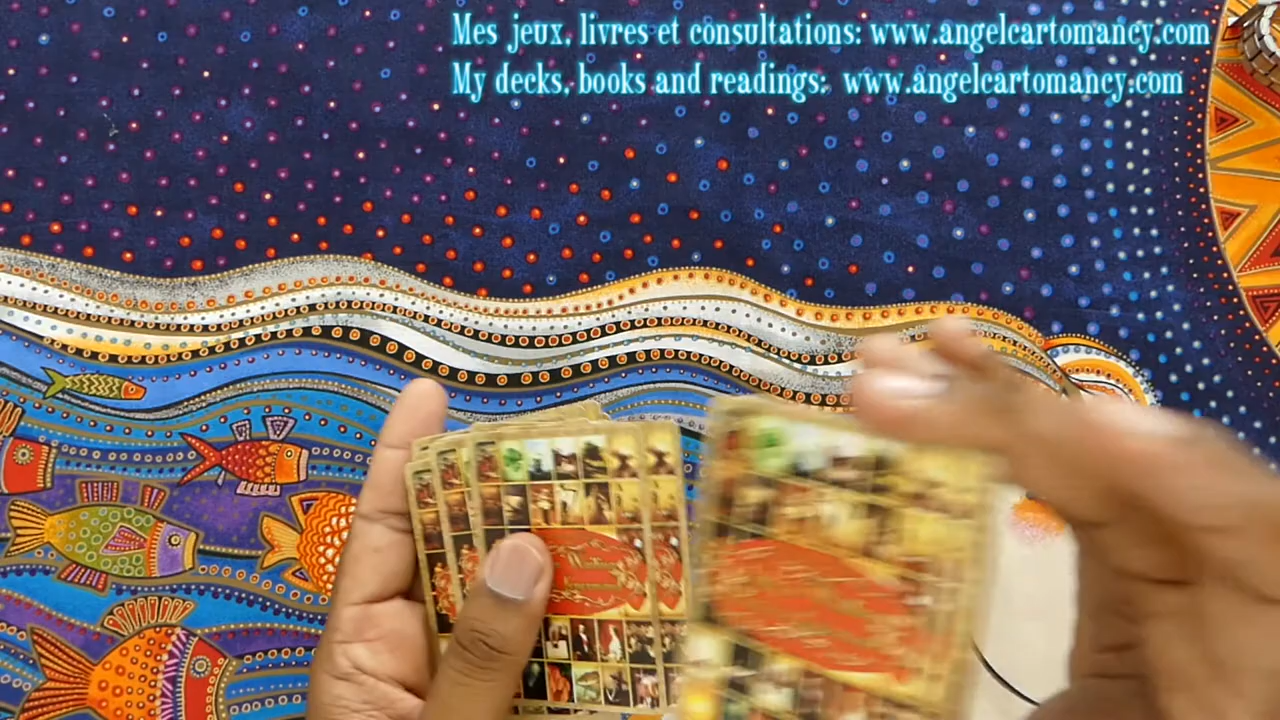 Mes jeux, livres et consultations: www.angelcartomancy.com
My decks, books and readings: www.angelcartomancy.com